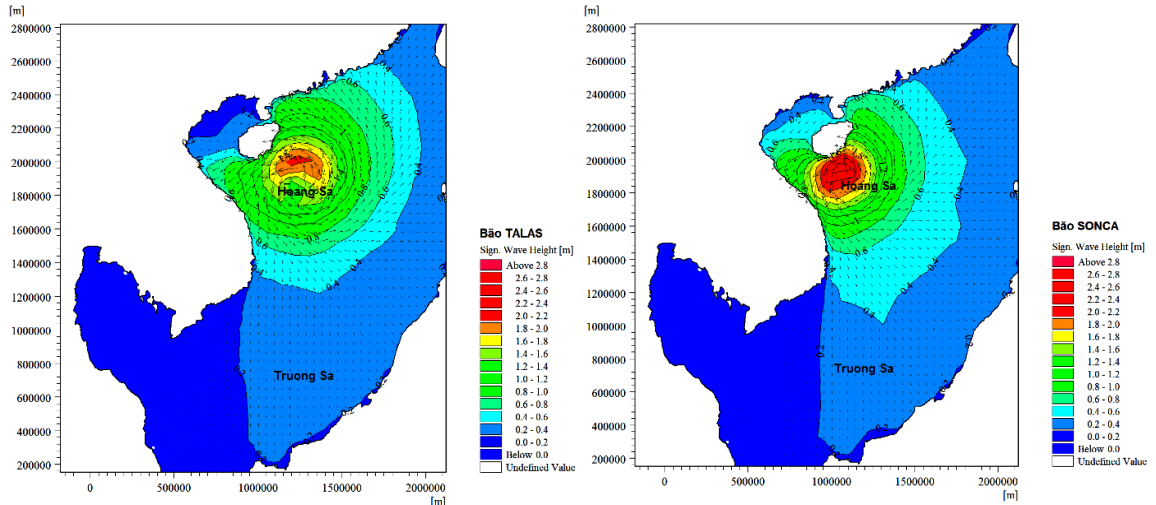 [m]
2800000
2600000
2400000
2200000
2000000
1800000
1600000
1400000
1200000
1000000
800000
600000
400000
200000
0
500000
1000000
1500000
2000000
[m]
Hoang Sa
Truong Sa
Bão TALAS
Sign. Wave Height [m]
Above 2.8
2.6 - 2.8
2.4 - 2.6
2.2 - 2.4
2.0 - 2.2
1.8 - 2.0
1.6 - 1.8
1.4 - 1.6
1.2 - 1.4
1.0 - 1.2
0.8 - 1.0
0.6 - 0.8
0.4 - 0.6
0.2 - 0.4
0.0 - 0.2
Below 0.0
Undefined Value
[m]
2800000
2600000
2400000
2200000
2000000
1800000
1600000
1400000
1200000
1000000
800000
600000
400000
200000
0
500000
1000000
1500000
2000000
[m]
Hoang Sa
Truong Sa
Bão SONCA
Sign. Wave Height [m]
Above 2.8
2.6 - 2.8
2.4 - 2.6
2.2 - 2.4
2.0 - 2.2
1.8 - 2.0
1.6 - 1.8
1.4 - 1.6
1.2 - 1.4
1.0 - 1.2
0.8 - 1.0
0.6 - 0.8
0.4 - 0.6
0.2 - 0.4
0.0 - 0.2
Below 0.0
Undefined Value